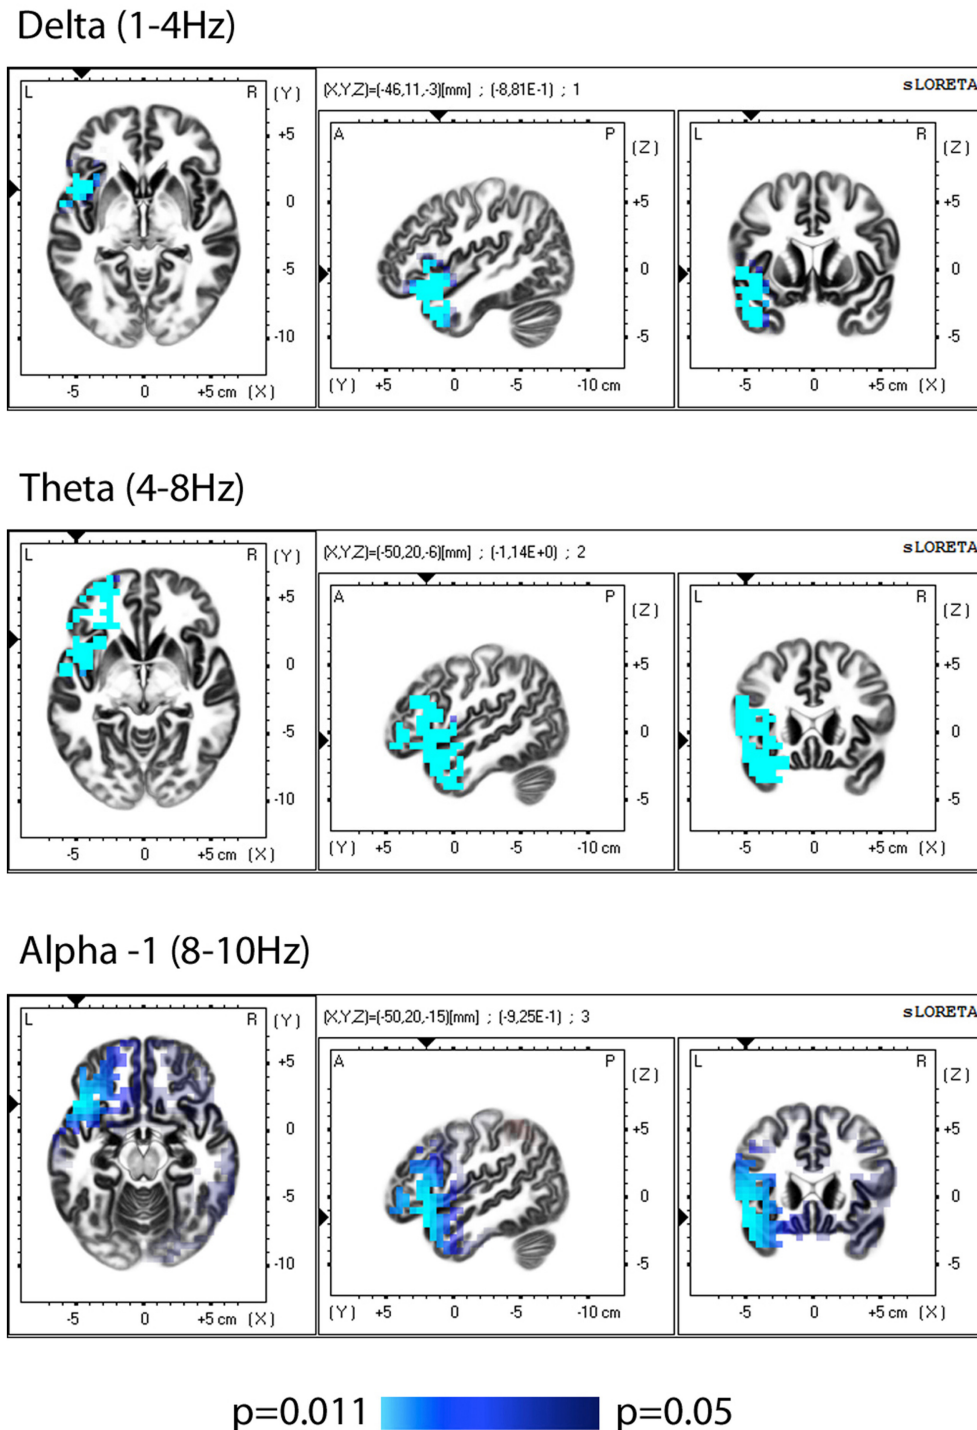 Delta (1-4Hz)
L R (Y) (X,Y,Z)=(-46,11,-3)[mm] ; (-8,81E-1) ; 1 sLORETA
A P (Z) L R (Z)
+5 0 -5 -10
+5 0 -5
+5 0 -5
-5 0 +5 cm (X) (Y) +5 0 -5 -10 cm -5 0 +5 cm (X)
Theta (4-8Hz)
L R (Y) (X,Y,Z)=(-50,20,-6)[mm] ; (-1,14E+0) ; 2 sLORETA
A P (Z) L R (Z)
+5 0 -5 -10
+5 0 -5
+5 0 -5
-5 0 +5 cm (X) (Y) +5 0 -5 -10 cm -5 0 +5 cm (X)
Alpha -1 (8-10Hz)
L R (Y) (X,Y,Z)=(-50,20,-15)[mm] ; (-9,25E-1) ; 3 sLORETA
A P (Z) L R (Z)
+5 0 -5 -10
+5 0 -5
+5 0 -5
-5 0 +5 cm (X) (Y) +5 0 -5 -10 cm -5 0 +5 cm (X)
p=0.011 p=0.05